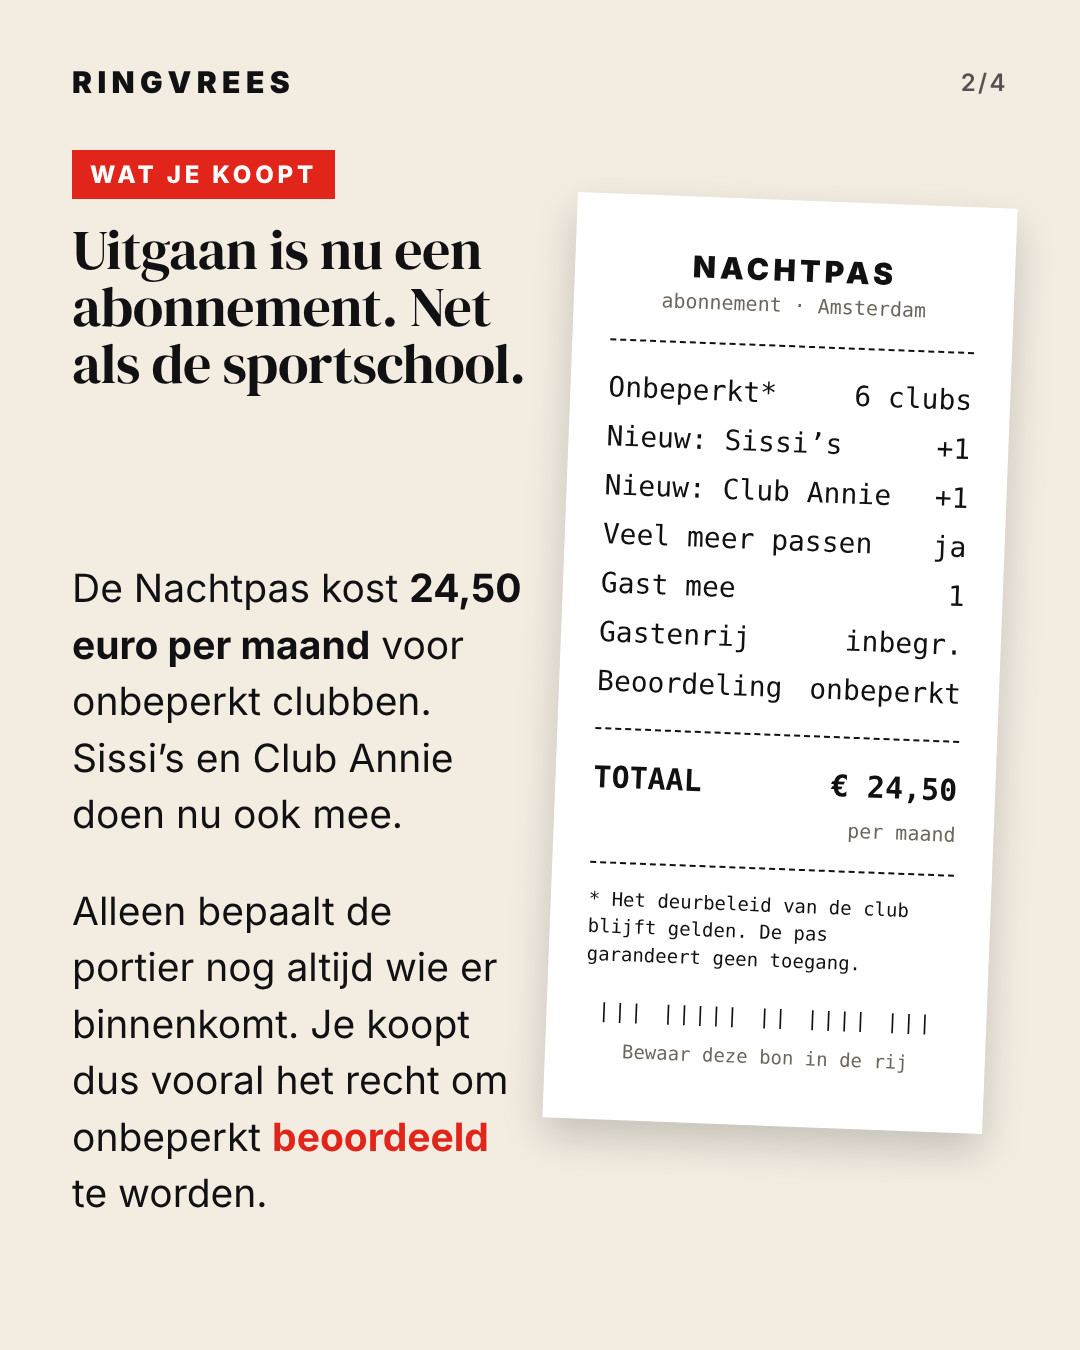 RINGVREES
2/4
WAT JE KOOPT
Uitgaan is nu een
abonnement. Net
als de sportschool.
De Nachtpas kost 24,50
euro per maand voor
onbeperkt clubben.
Sissi’s en Club Annie
doen nu ook mee.
Alleen bepaalt de
portier nog altijd wie er
binnenkomt. Je koopt
dus vooral het recht om
onbeperkt beoordeeld
te worden.
NACHTPAS
abonnement · Amsterdam
Onbeperkt* 6 clubs
Nieuw: Sissi’s +1
Nieuw: Club Annie +1
Veel meer passen ja
Gast mee 1
Gastenrij inbegr.
Beoordeling onbeperkt
TOTAAL € 24,50
per maand
* Het deurbeleid van de club
blijft gelden. De pas
garandeert geen toegang.
Bewaar deze bon in de rij